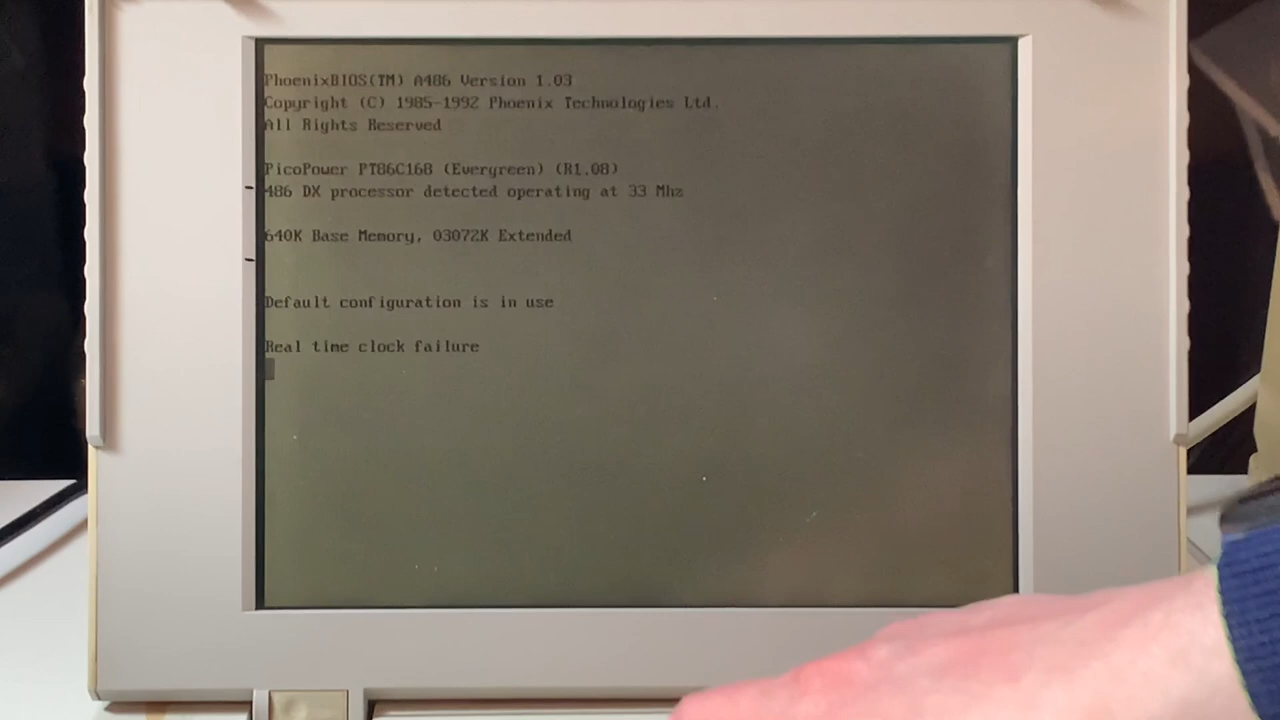 PhoenixBIOS(TM) A486 Version 1.03
Copyright (C) 1985-1992 Phoenix Technologies Ltd.
All Rights Reserved
PicoPower PT86C168 (Evergreen) (R1.08)
486 DX processor detected operating at 33 Mhz
640K Base Memory, 03072K Extended
Default configuration is in use
Real time clock failure